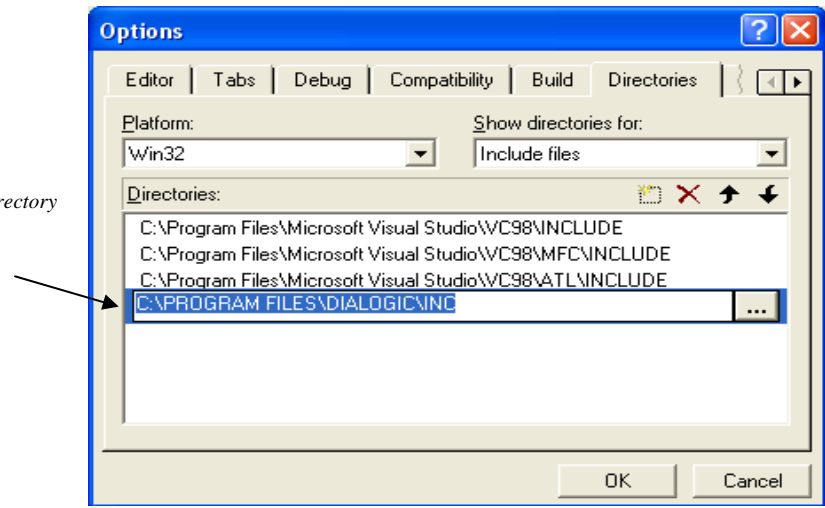 Options
Editor Tabs Debug Compatibility Build Directories
Platform: Show directories for:
Win32 Include files
Directories:
C:\Program Files\Microsoft Visual Studio\VC98\INCLUDE
C:\Program Files\Microsoft Visual Studio\VC98\MFC\INCLUDE
C:\Program Files\Microsoft Visual Studio\VC98\ATL\INCLUDE
C:\PROGRAM FILES\DIALOGIC\INC
...
OK Cancel